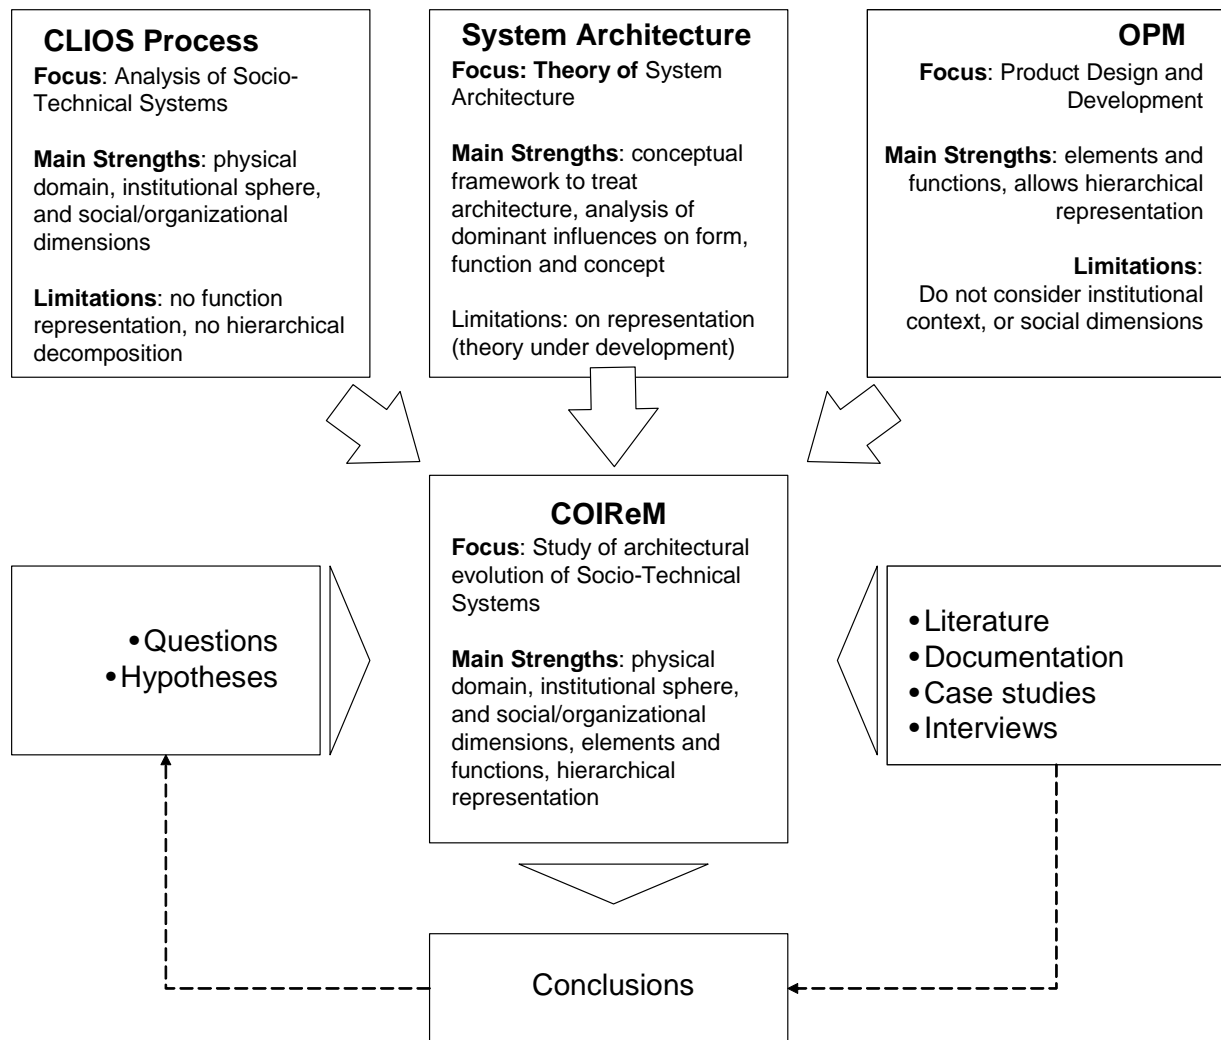 CLIOS Process
Focus: Analysis of Socio-
Technical Systems
Main Strengths: physical
domain, institutional sphere,
and social/organizational
dimensions
Limitations: no function
representation, no hierarchical
decomposition
System Architecture
Focus: Theory of System
Architecture
Main Strengths: conceptual
framework to treat
architecture, analysis of
dominant influences on form,
function and concept
Limitations: on representation
(theory under development)
OPM
Focus: Product Design and
Development
Main Strengths: elements and
functions, allows hierarchical
representation
Limitations:
Do not consider institutional
context, or social dimensions
COIReM
Focus: Study of architectural
evolution of Socio-Technical
Systems
Main Strengths: physical
domain, institutional sphere,
and social/organizational
dimensions, elements and
functions, hierarchical
representation
•Questions
•Hypotheses
•Literature
•Documentation
•Case studies
•Interviews
Conclusions